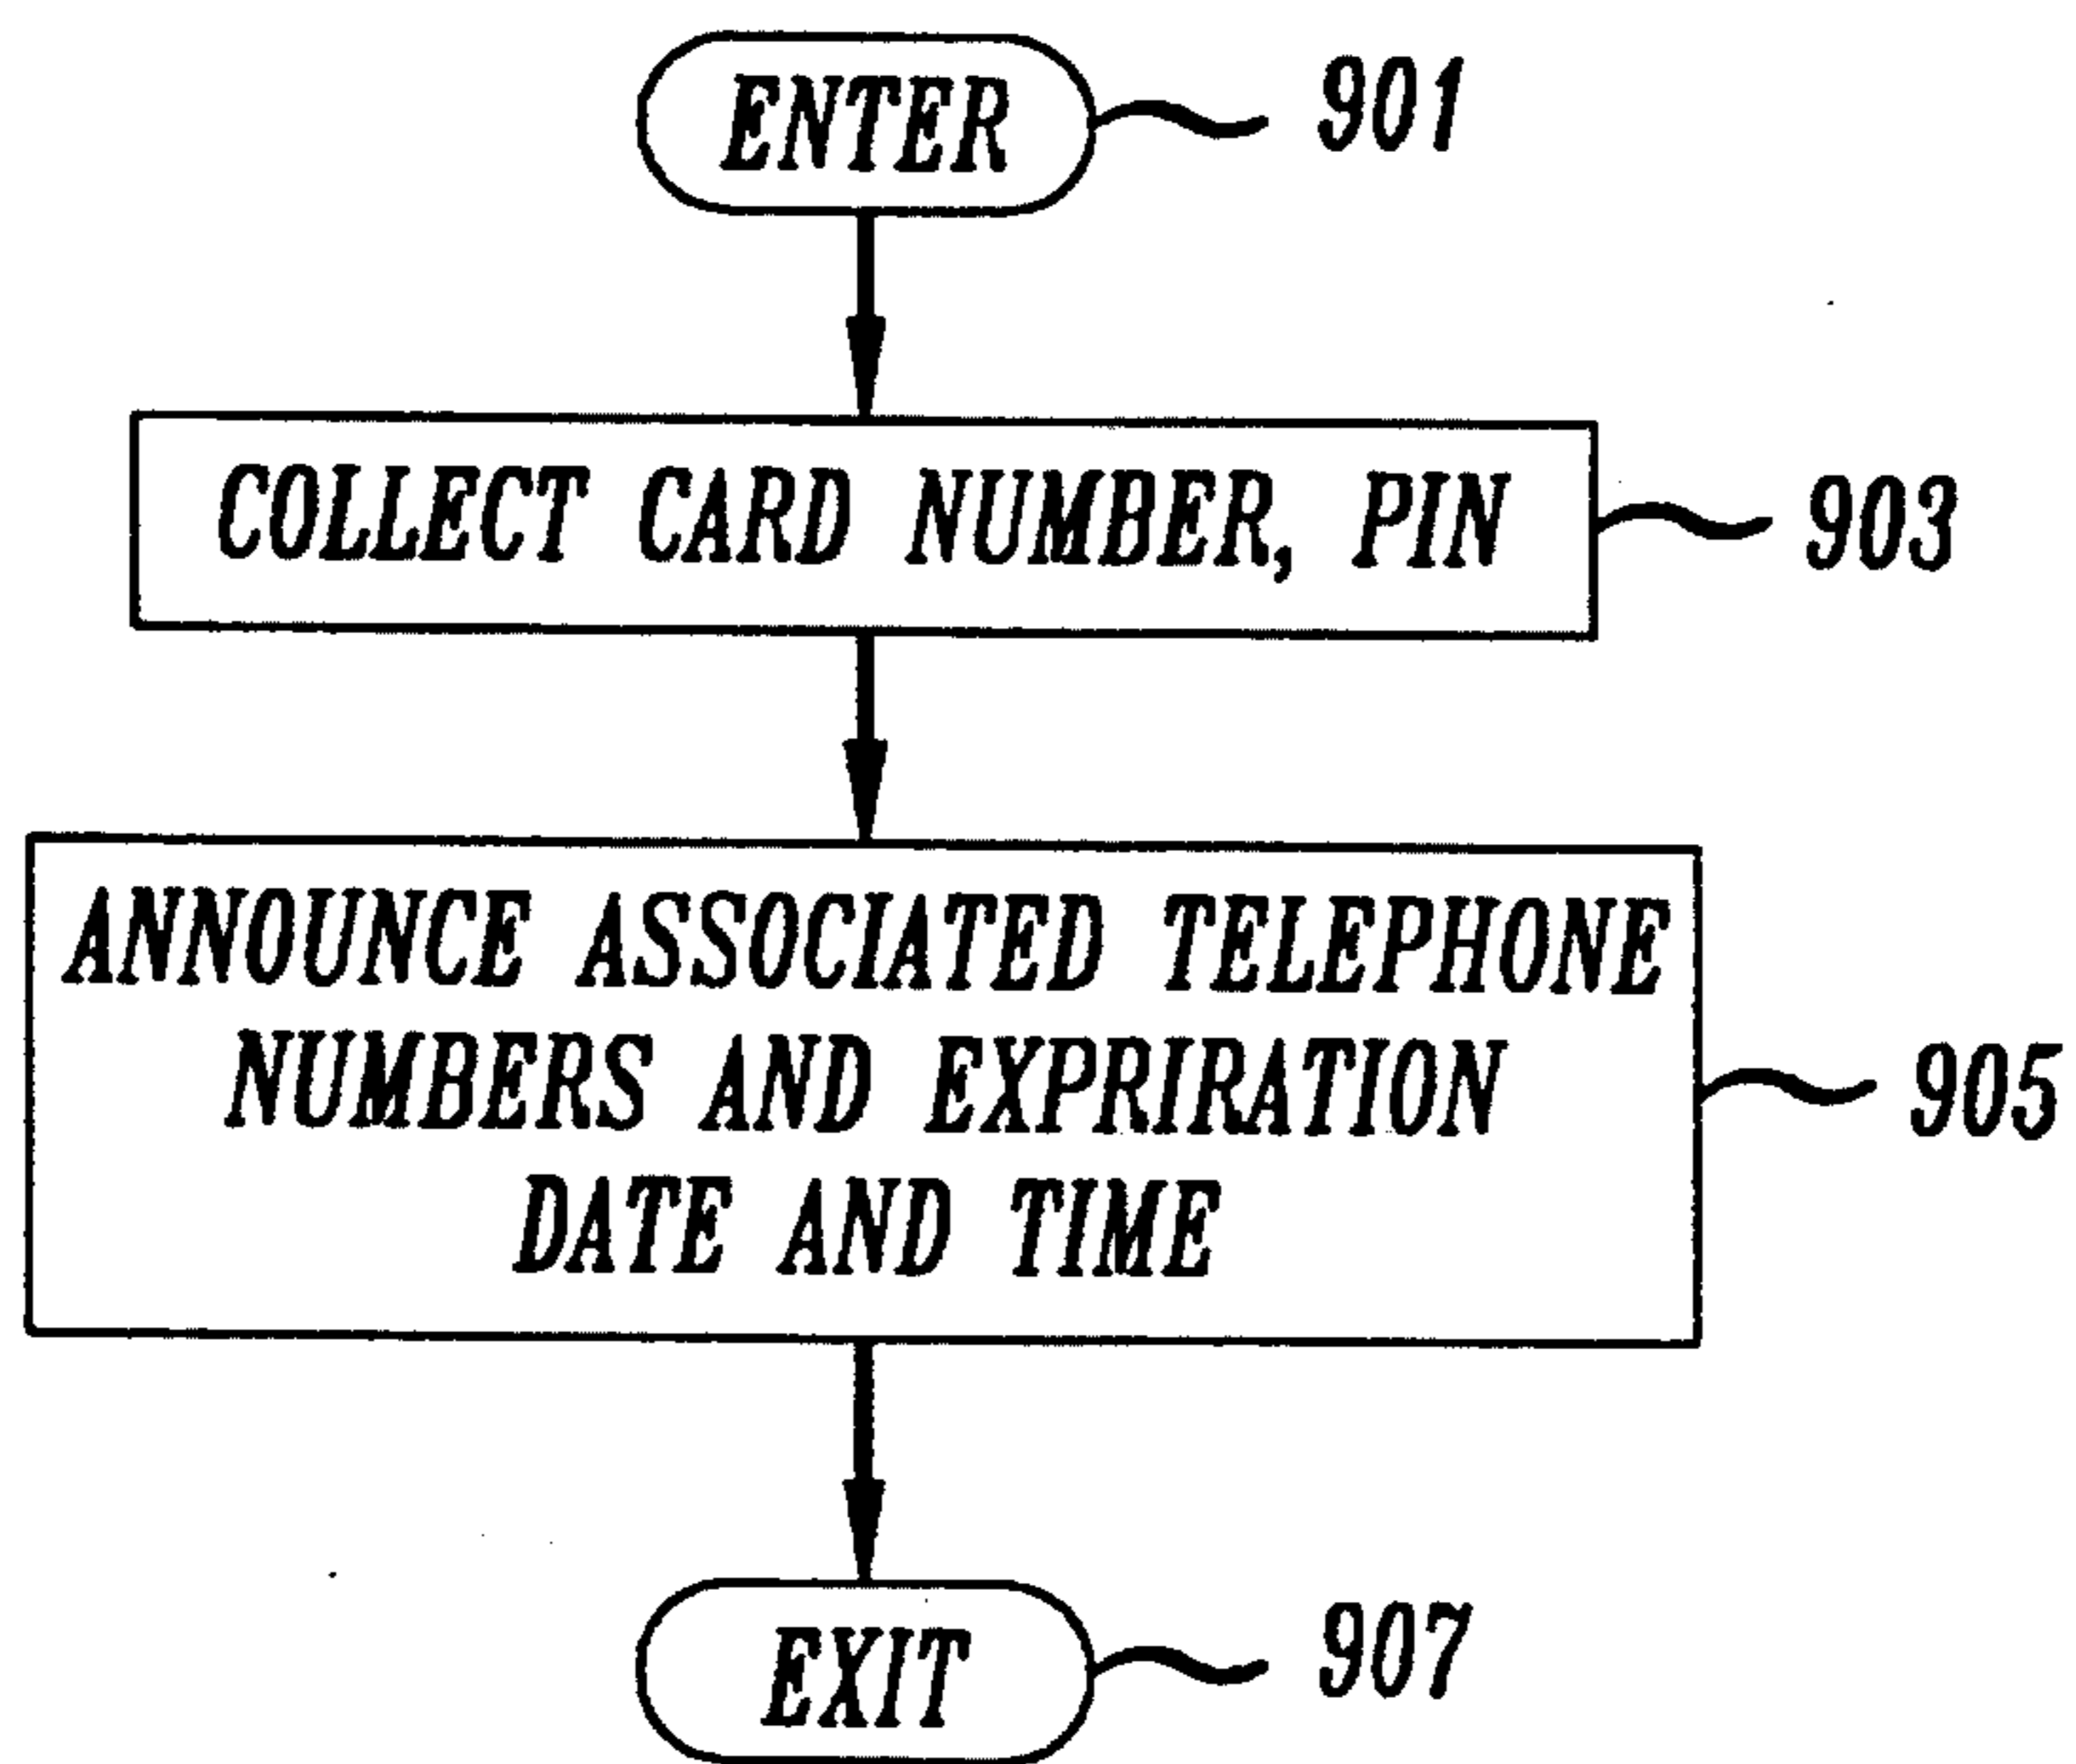 ENTER 901
COLLECT CARD NUMBER, PIN 903
ANNOUNCE ASSOCIATED TELEPHONE
NUMBERS AND EXPRIRATION
DATE AND TIME
905
EXIT 907